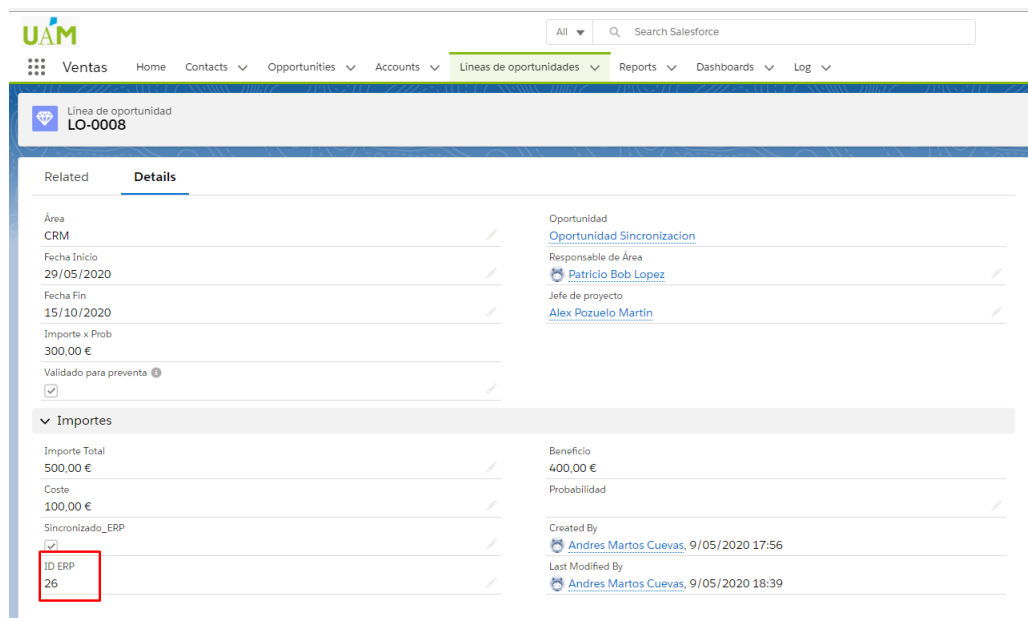 UAM
All
Search Salesforce
Ventas
Home
Contacts
Opportunities
Accounts
Líneas de oportunidades
Reports
Dashboards
Log
Línea de oportunidad
LO-0008
Related
Details
Área
CRM
Oportunidad
Oportunidad Sincronizacion
Fecha Inicio
29/05/2020
Responsable de Área
Patricio Bob Lopez
Fecha Fin
15/10/2020
Jefe de proyecto
Alex Pozuelo Martin
Importe x Prob
300,00 €
Validado para preventa
Importes
Importe Total
500,00 €
Beneficio
400,00 €
Coste
100,00 €
Probabilidad
Sincronizado_ERP
Created By
Andres Martos Cuevas, 9/05/2020 17:56
ID ERP
26
Last Modified By
Andres Martos Cuevas, 9/05/2020 18:39